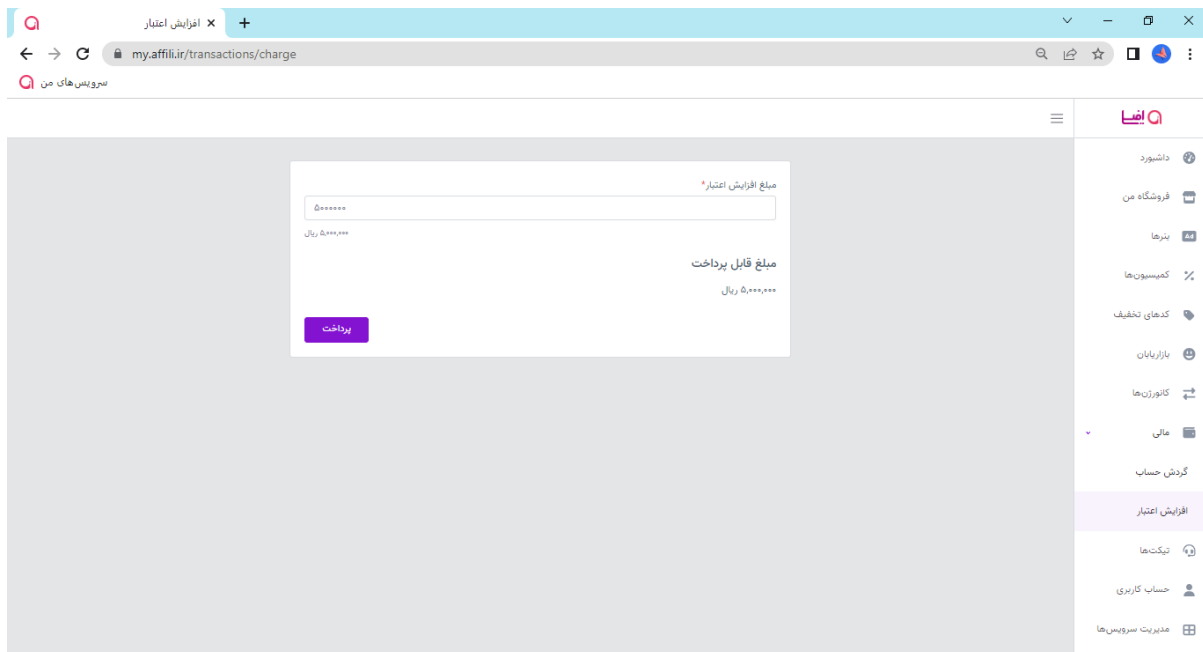 افزایش اعتبار
my.affili.ir/transactions/charge
سرویس‌های من
افیلی
مبلغ افزایش اعتبار*
۵۰۰۰۰۰۰
۵,۰۰۰,۰۰۰ ریال
مبلغ قابل پرداخت
۵,۰۰۰,۰۰۰ ریال
پرداخت
داشبورد
فروشگاه من
Ad بنرها
کمیسیون‌ها
کدهای تخفیف
بازاریابان
کانورژن‌ها
مالی
گردش حساب
افزایش اعتبار
تیکت‌ها
حساب کاربری
مدیریت سرویس‌ها